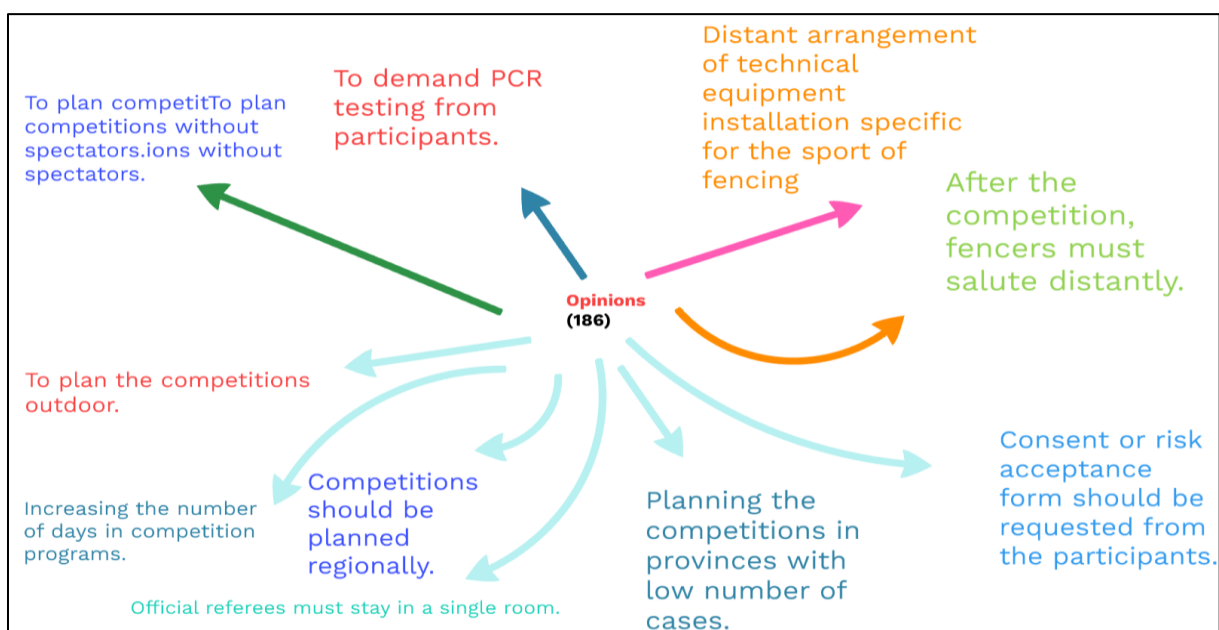 To plan competitTo plan
competitions without
spectators.ions without
spectators.
To demand PCR
testing from
participants.
Distant arrangement
of technical
equipment
installation specific
for the sport of
fencing
After the
competition,
fencers must
salute distantly.
Opinions
(186)
To plan the competitions
outdoor.
Increasing the number
of days in competition
programs.
Competitions
should be
planned
regionally.
Official referees must stay in a single room.
Planning the
competitions in
provinces with
low number of
cases.
Consent or risk
acceptance
form should be
requested from
the participants.